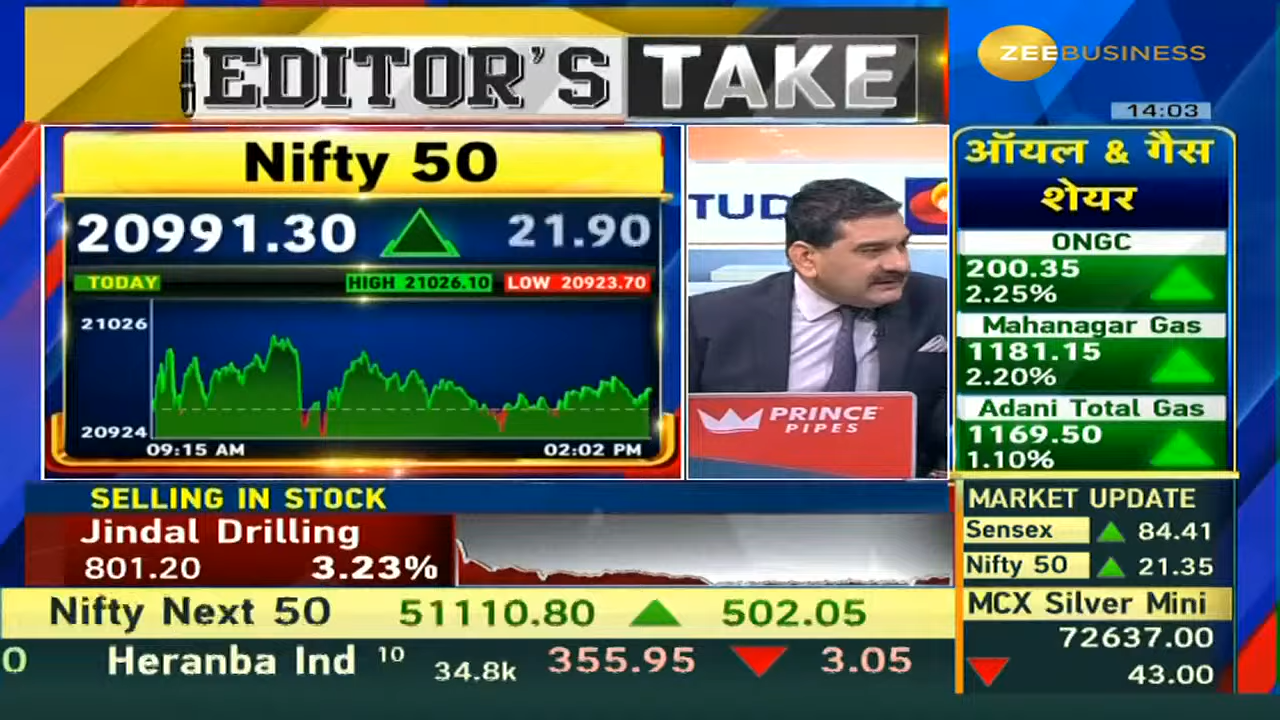 EDITOR'S TAKE
ZEEBUSINESS
14:03
Nifty 50
20991.30 21.90
TODAY HIGH 21026.10 LOW 20923.70
21026
20924
09:15 AM 02:02 PM
TUD
PRINCE
PIPES
ऑयल & गैस
शेयर
ONGC
200.35
2.25%
Mahanagar Gas
1181.15
2.20%
Adani Total Gas
1169.50
1.10%
SELLING IN STOCK
Jindal Drilling
801.20 3.23%
MARKET UPDATE
Sensex 84.41
Nifty 50 21.35
MCX Silver Mini
72637.00
43.00
Nifty Next 50 51110.80 502.05
0 Heranba Ind 10 34.8k 355.95 3.05